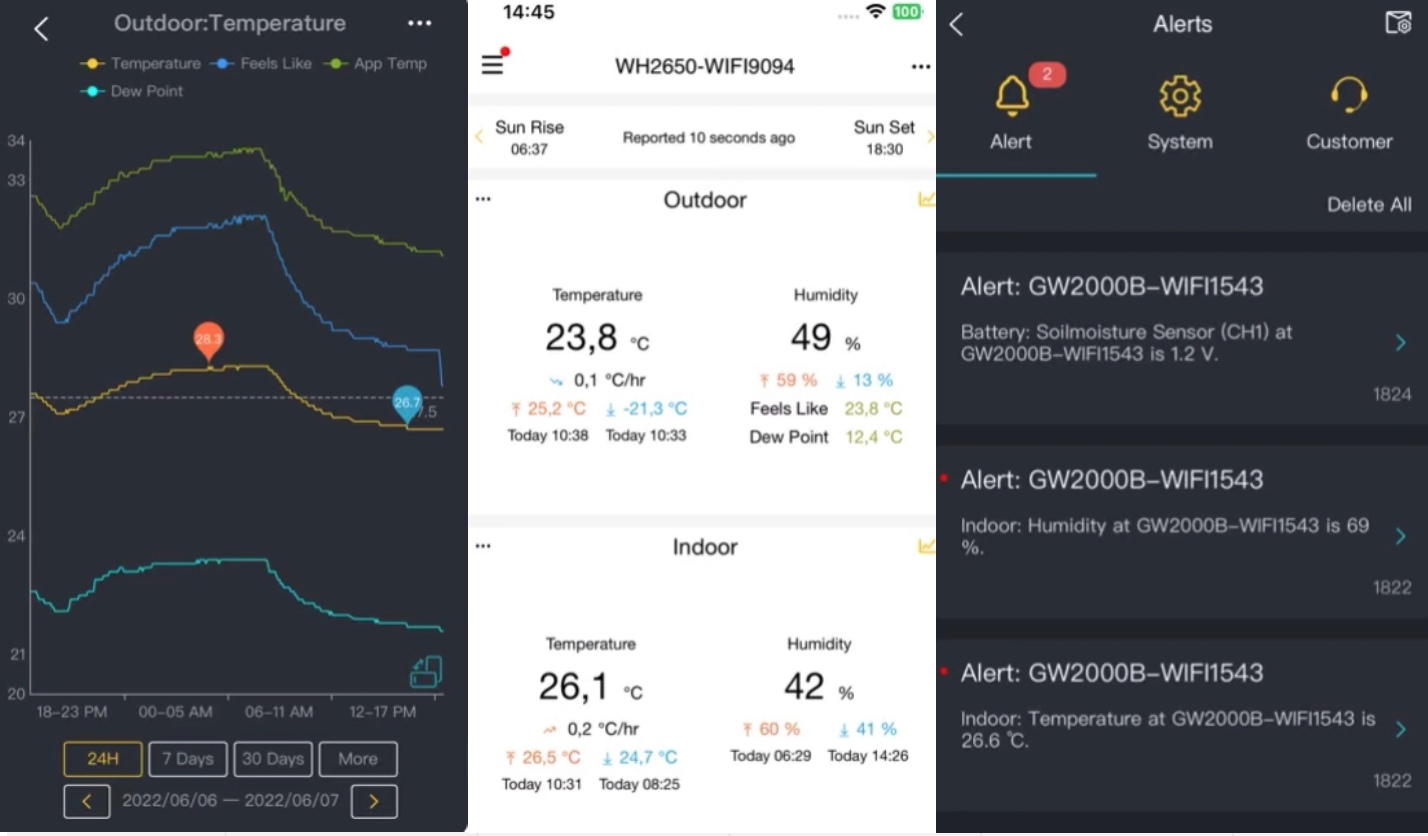 Outdoor:Temperature
Temperature Feels Like App Temp
Dew Point
34
33
30
28.3
26.7
7.5
27
24
21
20
18-23 PM 00-05 AM 06-11 AM 12-17 PM
24H 7 Days 30 Days More
2022/06/06 — 2022/06/07
14:45 100
WH2650-WIFI9094
Sun Rise
06:37
Reported 10 seconds ago
Sun Set
18:30
Outdoor
Temperature Humidity
23,8 °C 49 %
0,1 °C/hr 59 % 13 %
25,2 °C -21,3 °C Feels Like 23,8 °C
Today 10:38 Today 10:33 Dew Point 12,4 °C
Indoor
Temperature Humidity
26,1 °C 42 %
0,2 °C/hr 60 % 41 %
26,5 °C 24,7 °C Today 06:29 Today 14:26
Today 10:31 Today 08:25
Alerts
2
Alert System Customer
Delete All
Alert: GW2000B-WIFI1543
Battery: Soilmoisture Sensor (CH1) at
GW2000B-WIFI1543 is 1.2 V.
1824
Alert: GW2000B-WIFI1543
Indoor: Humidity at GW2000B-WIFI1543 is 69
%.
1822
Alert: GW2000B-WIFI1543
Indoor: Temperature at GW2000B-WIFI1543 is
26.6 ℃.
1822